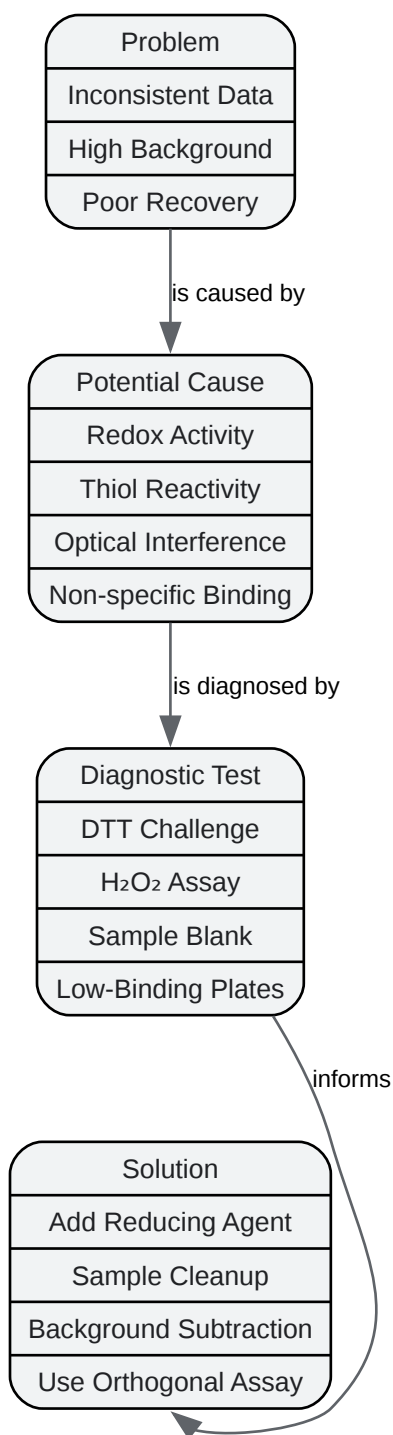 Problem
Inconsistent Data
High Background
Poor Recovery
is caused by
Potential Cause
Redox Activity
Thiol Reactivity
Optical Interference
Non-specific Binding
is diagnosed by
Diagnostic Test
DTT Challenge
H₂O₂ Assay
Sample Blank
Low-Binding Plates
informs
Solution
Add Reducing Agent
Sample Cleanup
Background Subtraction
Use Orthogonal Assay